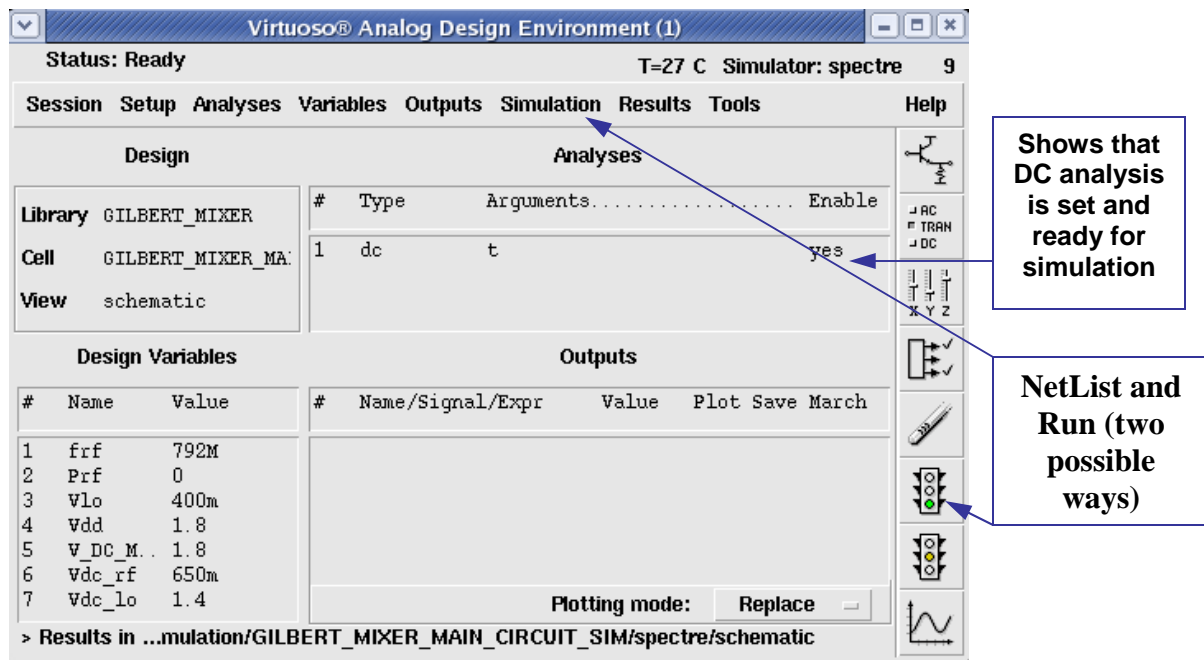 Virtuoso® Analog Design Environment (1)
Status: Ready
T=27 C Simulator: spectre 9
Session Setup Analyses Variables Outputs Simulation Results Tools Help
Design
Analyses
Library GILBERT_MIXER
Cell GILBERT_MIXER_MA
View schematic
# Type Arguments................... Enable
1 dc t yes
AC
TRAN
DC
X Y Z
Design Variables
Outputs
# Name Value
1 frf 792M
2 Prf 0
3 Vlo 400m
4 Vdd 1.8
5 V_DC_M.. 1.8
6 Vdc_rf 650m
7 Vdc_lo 1.4
# Name/Signal/Expr Value Plot Save March
Plotting mode: Replace
> Results in ...mulation/GILBERT_MIXER_MAIN_CIRCUIT_SIM/spectre/schematic
Shows that
DC analysis
is set and
ready for
simulation
NetList and
Run (two
possible
ways)